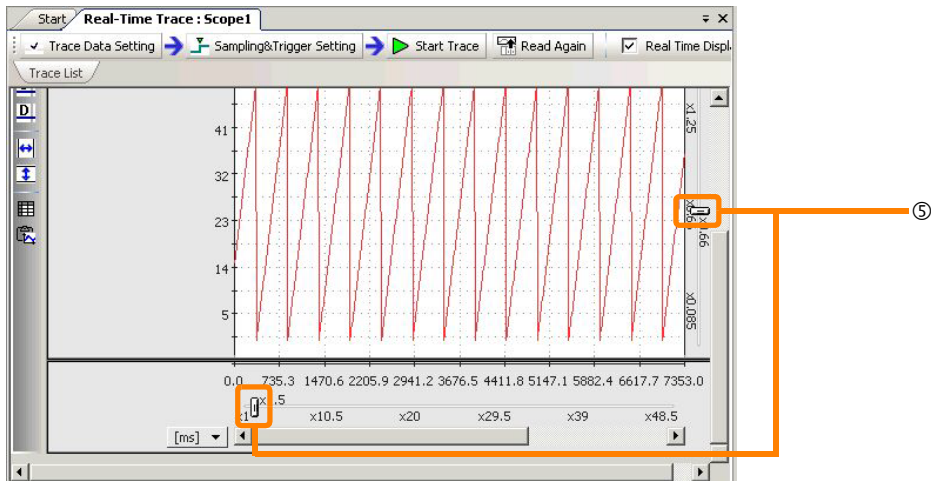 Start Real-Time Trace : Scope1
Trace Data Setting Sampling&Trigger Setting Start Trace Read Again Real Time Displ
Trace List
D
x1.25
41
32
23
⑤
x0.66
14
x0.085
5
0.0 735.3 1470.6 2205.9 2941.2 3676.5 4411.8 5147.1 5882.4 6617.7 7353.0
x1 x10.5 x20 x29.5 x39 x48.5
[ms]